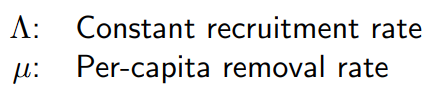 Λ: Constant recruitment rate
μ: Per-capita removal rate